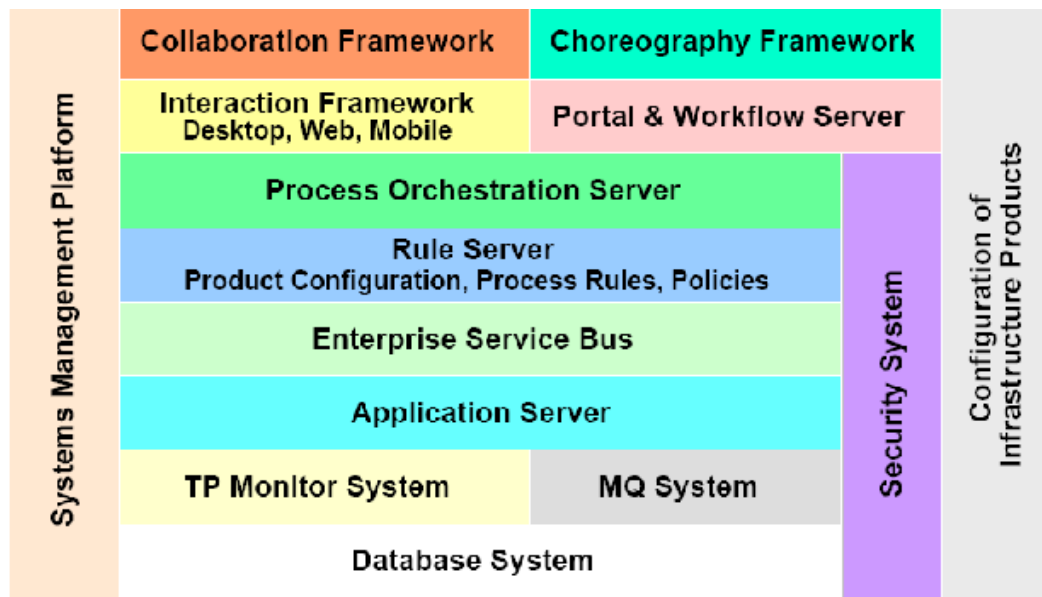 Systems Management Platform
Collaboration Framework
Choreography Framework
Interaction Framework
Desktop, Web, Mobile
Portal & Workflow Server
Process Orchestration Server
Rule Server
Product Configuration, Process Rules, Policies
Enterprise Service Bus
Application Server
TP Monitor System
MQ System
Database System
Security System
Configuration of
Infrastructure Products